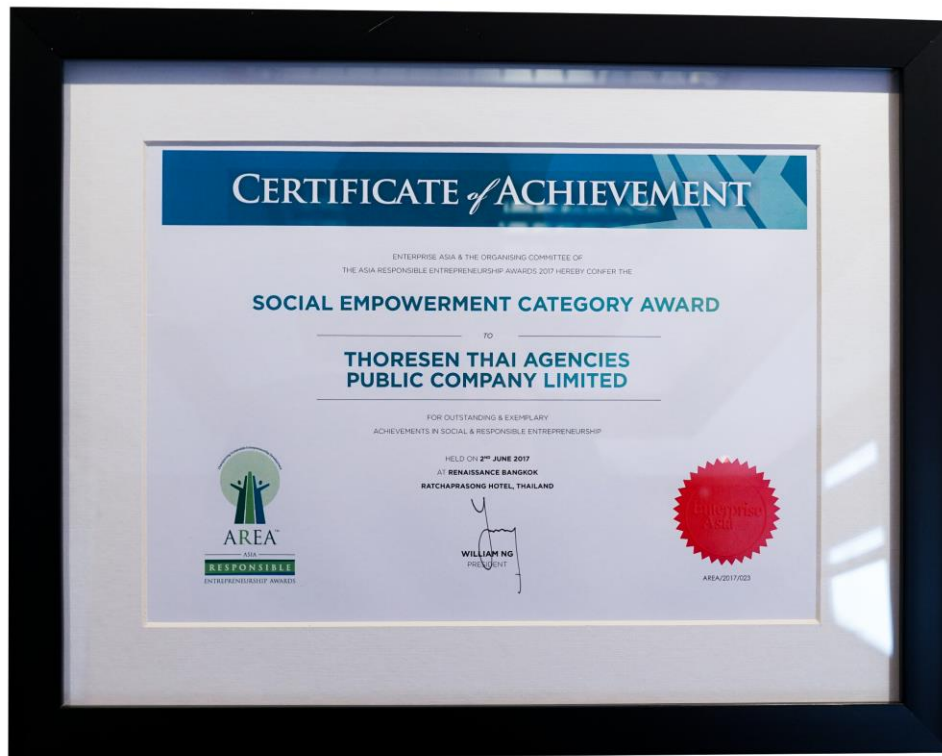 CERTIFICATE of ACHIEVEMENT
ENTERPRISE ASIA & THE ORGANISING COMMITTEE OF
THE ASIA RESPONSIBLE ENTREPRENEURSHIP AWARDS 2017 HEREBY CONFER THE
SOCIAL EMPOWERMENT CATEGORY AWARD
TO
THORESEN THAI AGENCIES
PUBLIC COMPANY LIMITED
FOR OUTSTANDING & EXEMPLARY
ACHIEVEMENTS IN SOCIAL & RESPONSIBLE ENTREPRENEURSHIP
HELD ON 2ND JUNE 2017
AT RENAISSANCE BANGKOK
RATCHAPRASONG HOTEL, THAILAND
WILLIAM NG
PRESIDENT
AREA™
ASIA
RESPONSIBLE
ENTREPRENEURSHIP AWARDS
Enterprise
Asia
AREA/2017/023